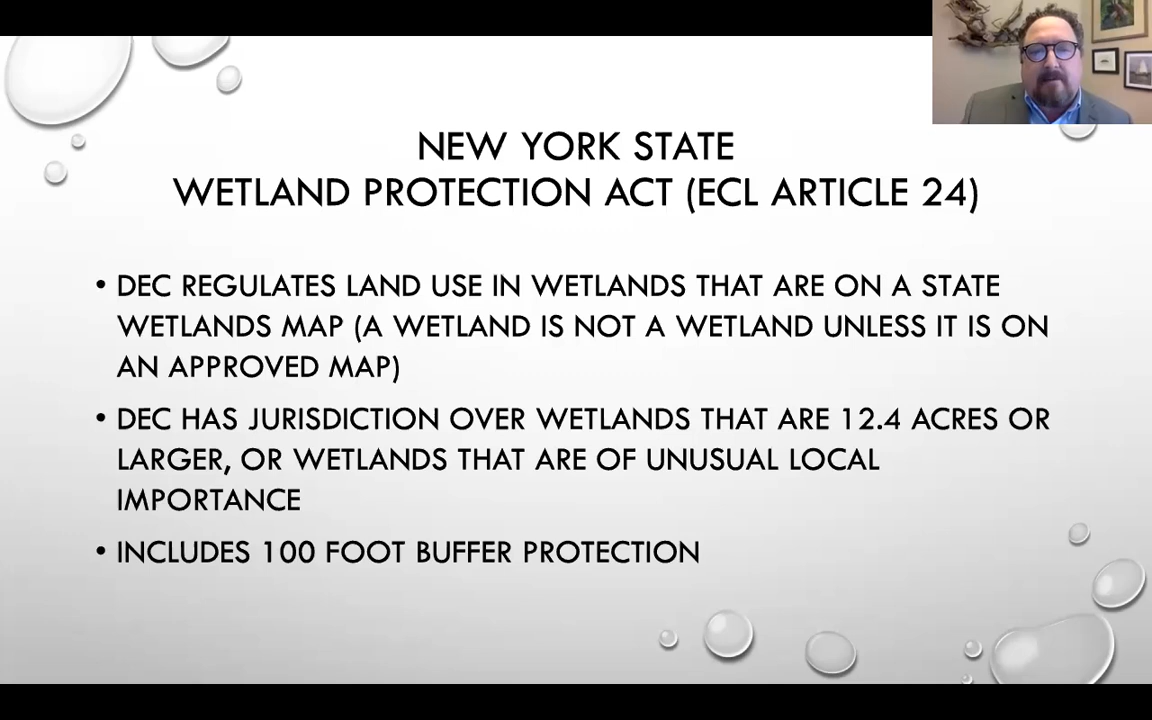 NEW YORK STATE
WETLAND PROTECTION ACT (ECL ARTICLE 24)
• DEC REGULATES LAND USE IN WETLANDS THAT ARE ON A STATE
WETLANDS MAP (A WETLAND IS NOT A WETLAND UNLESS IT IS ON
AN APPROVED MAP)
• DEC HAS JURISDICTION OVER WETLANDS THAT ARE 12.4 ACRES OR
LARGER, OR WETLANDS THAT ARE OF UNUSUAL LOCAL
IMPORTANCE
• INCLUDES 100 FOOT BUFFER PROTECTION